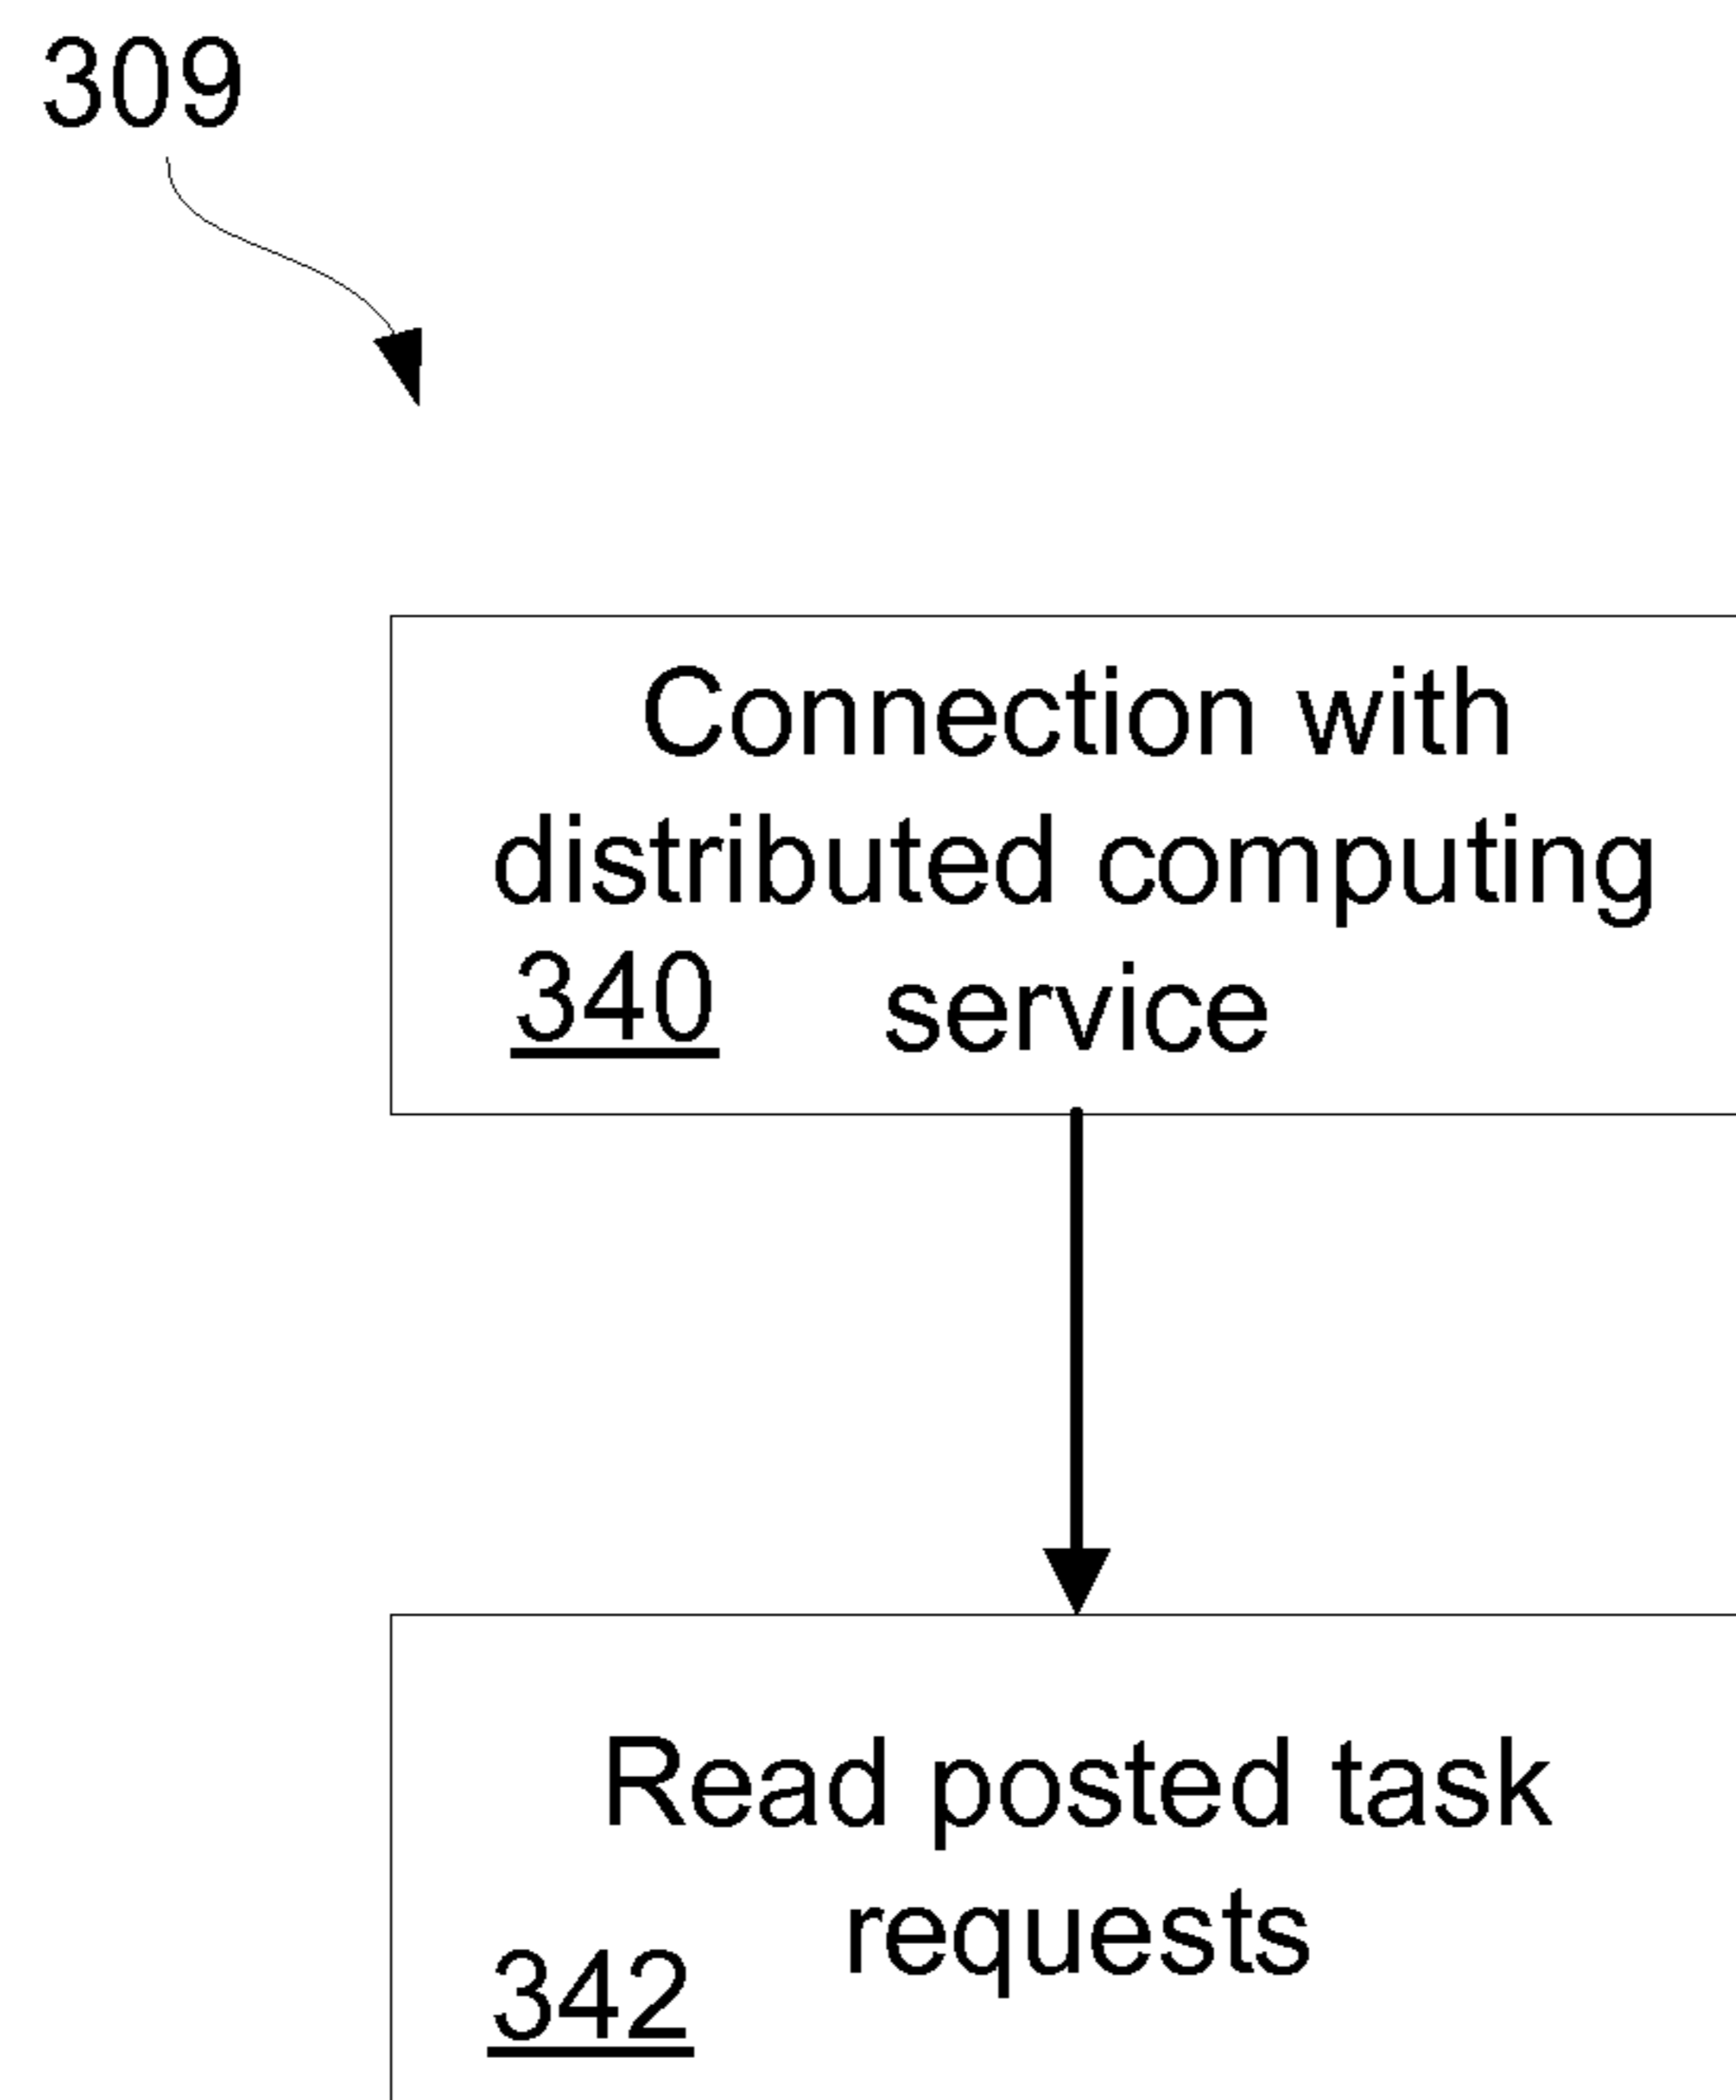 309
Connection with
distributed computing
340 service
Read posted task
requests
342